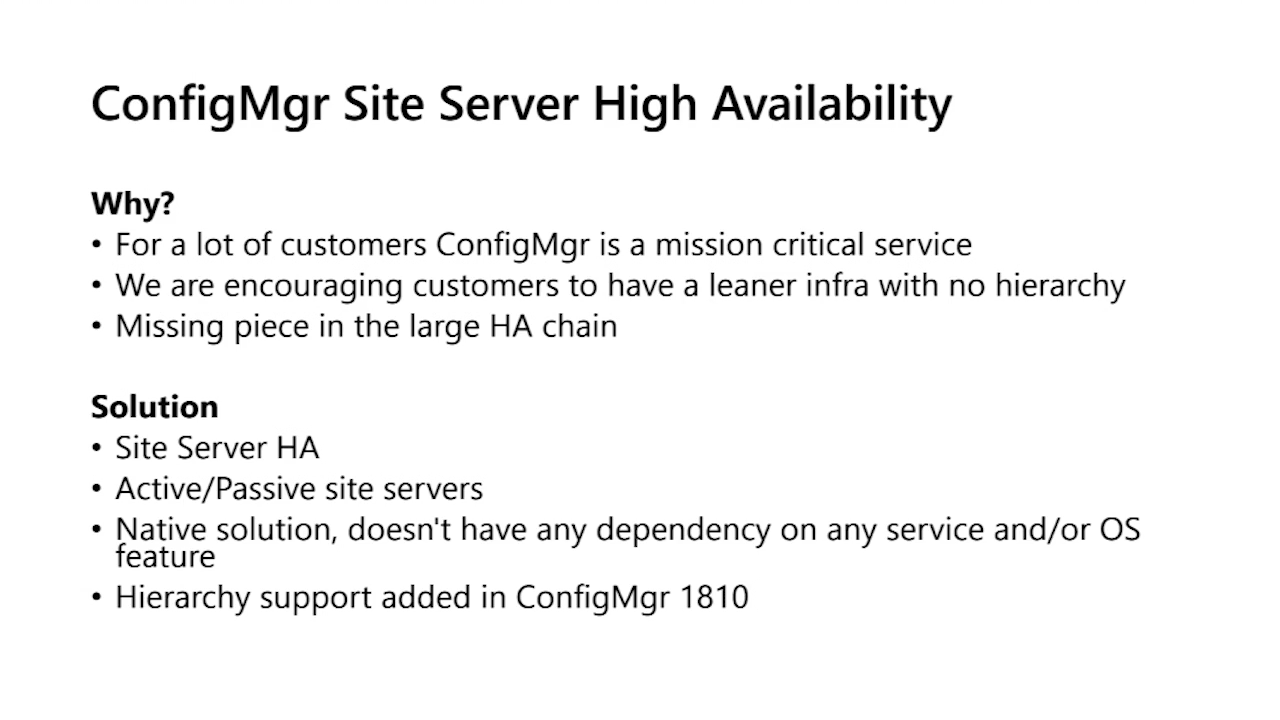 ConfigMgr Site Server High Availability
Why?
• For a lot of customers ConfigMgr is a mission critical service
• We are encouraging customers to have a leaner infra with no hierarchy
• Missing piece in the large HA chain
Solution
• Site Server HA
• Active/Passive site servers
• Native solution, doesn't have any dependency on any service and/or OS
feature
• Hierarchy support added in ConfigMgr 1810